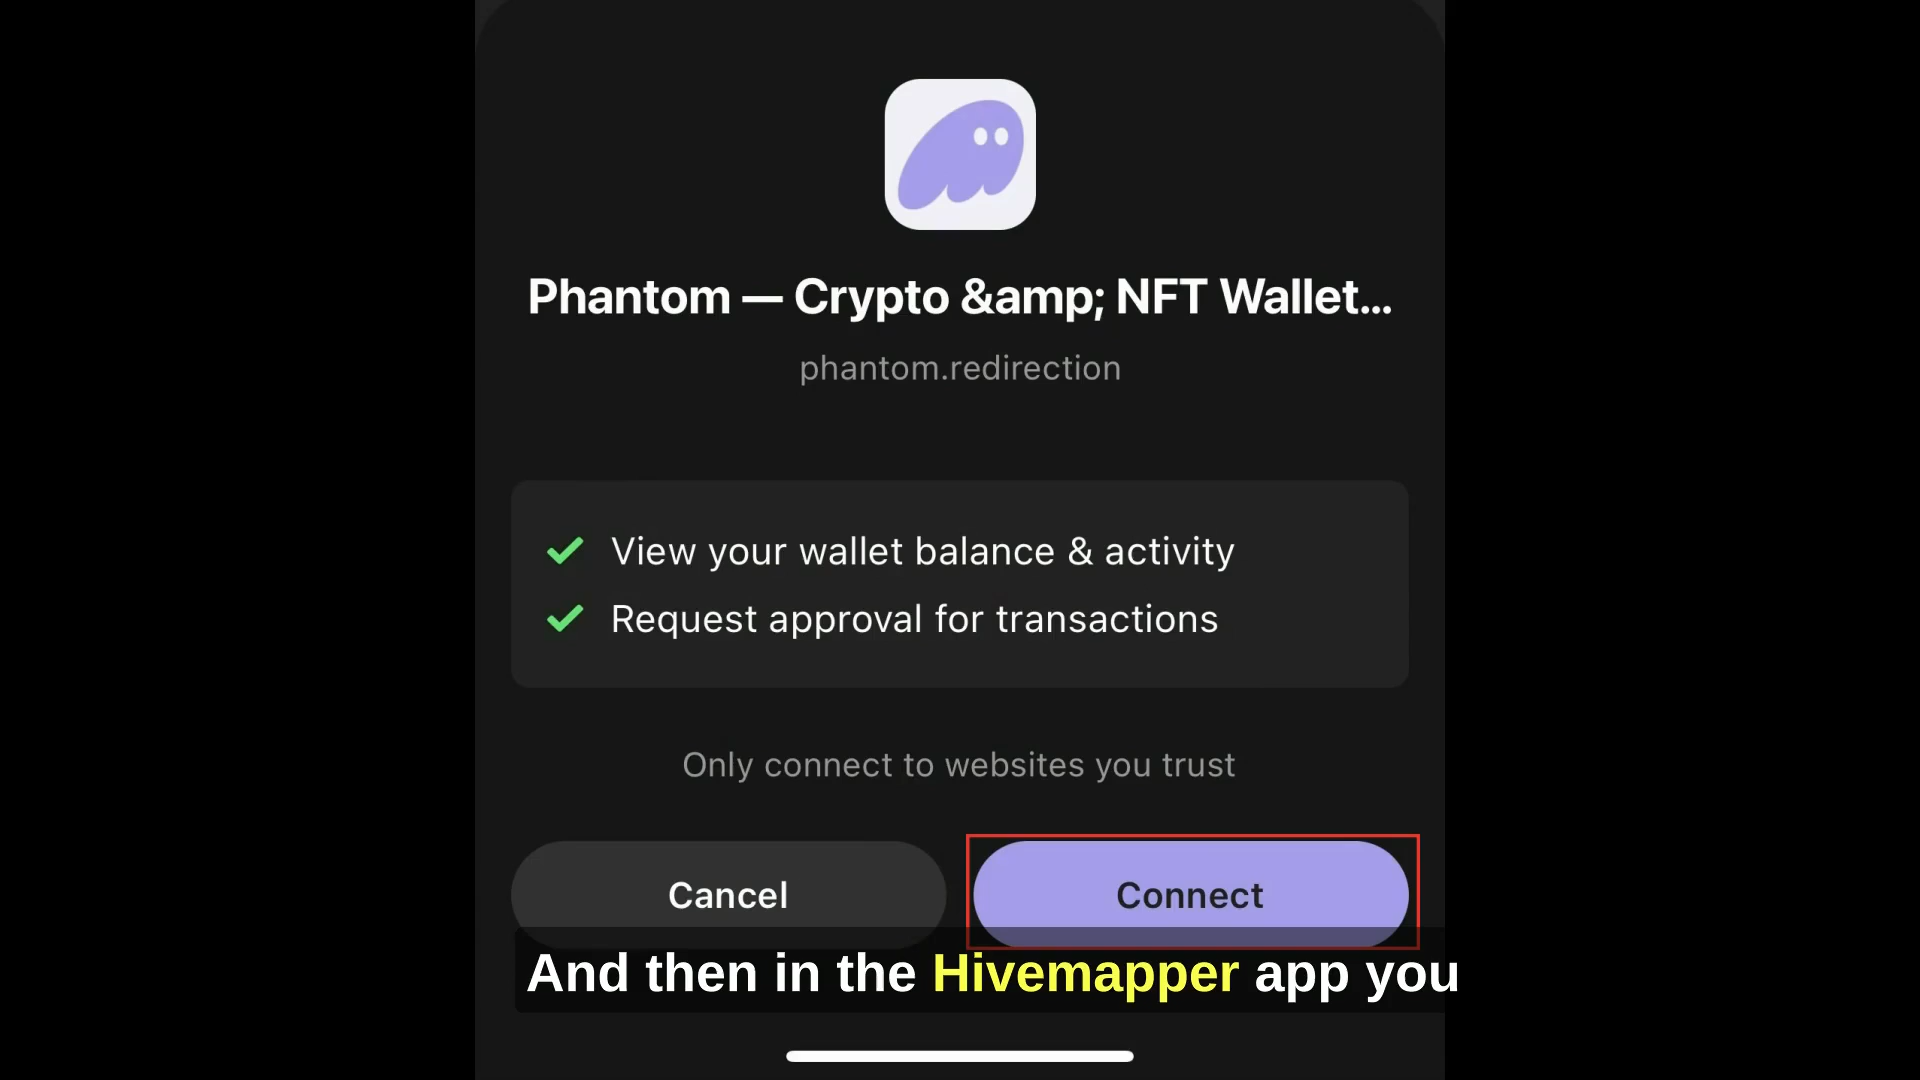 Phantom — Crypto &amp; NFT Wallet...
phantom.redirection
View your wallet balance & activity
Request approval for transactions
Only connect to websites you trust
Cancel
Connect
And then in the Hivemapper app you